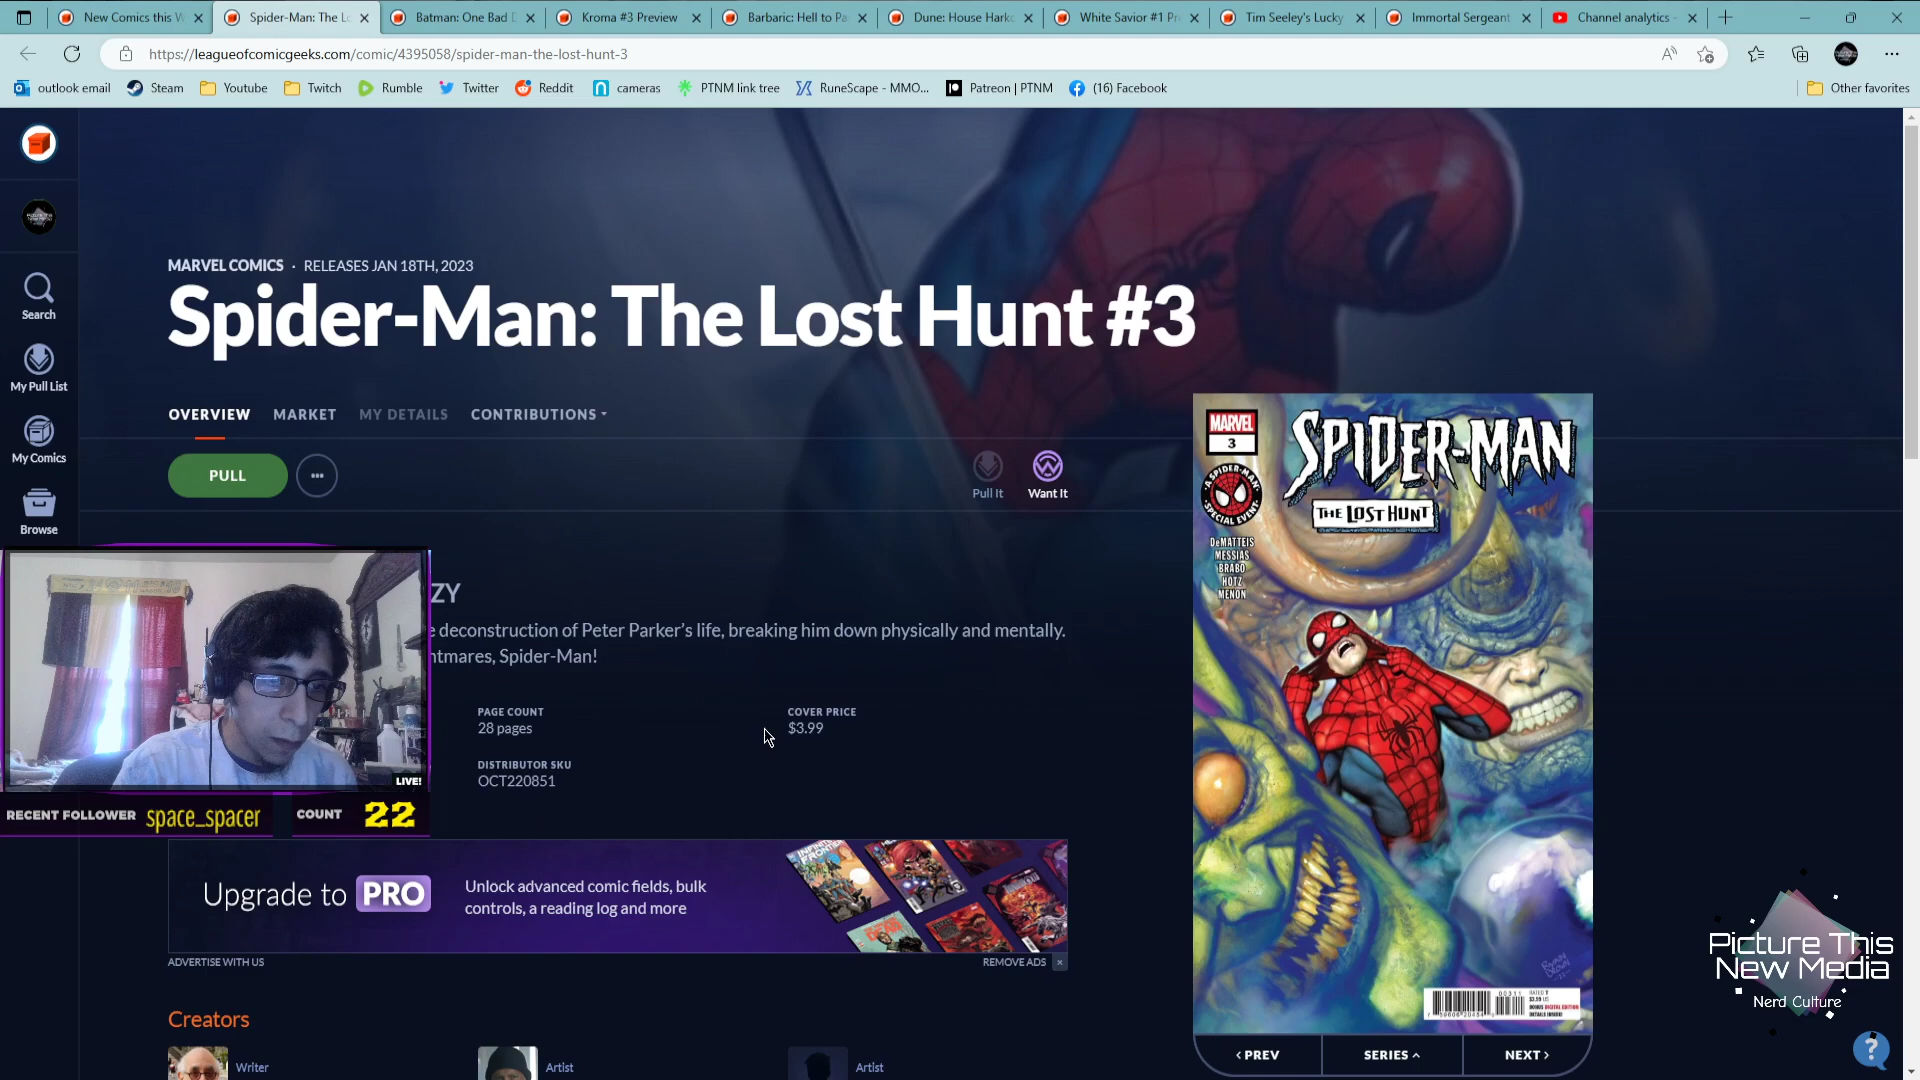 New Comics this W
Spider-Man: The Lo
Batman: One Bad D
Kroma #3 Preview
Barbaric: Hell to Pa
Dune: House Harko
White Savior #1 Pr
Tim Seeley's Lucky
Immortal Sergeant
Channel analytics -
https://leagueofcomicgeeks.com/comic/4395058/spider-man-the-lost-hunt-3
outlook email
Steam
Youtube
Twitch
Rumble
Twitter
Reddit
cameras
PTNM link tree
RuneScape - MMO...
Patreon | PTNM
(16) Facebook
Other favorites
MARVEL COMICS · RELEASES JAN 18TH, 2023
Spider-Man: The Lost Hunt #3
Search
My Pull List
My Comics
Browse
OVERVIEW MARKET MY DETAILS CONTRIBUTIONS
PULL
Pull It
Want It
ZY
e deconstruction of Peter Parker's life, breaking him down physically and mentally.
ntmares, Spider-Man!
PAGE COUNT
28 pages
COVER PRICE
$3.99
DISTRIBUTOR SKU
OCT220851
LIVE!
RECENT FOLLOWER space_spacer COUNT 22
Upgrade to PRO
Unlock advanced comic fields, bulk
controls, a reading log and more
ADVERTISE WITH US
REMOVE ADS
Creators
Writer
Artist
Artist
MARVEL
3
SPIDER-MAN
THE LOST HUNT
A SPIDER-MAN
SPECIAL EVENT
DeMATTEIS
MESSIAS
BRABO
HOTZ
MENON
PREV
SERIES
NEXT
Picture This
New Media
Nerd Culture
?